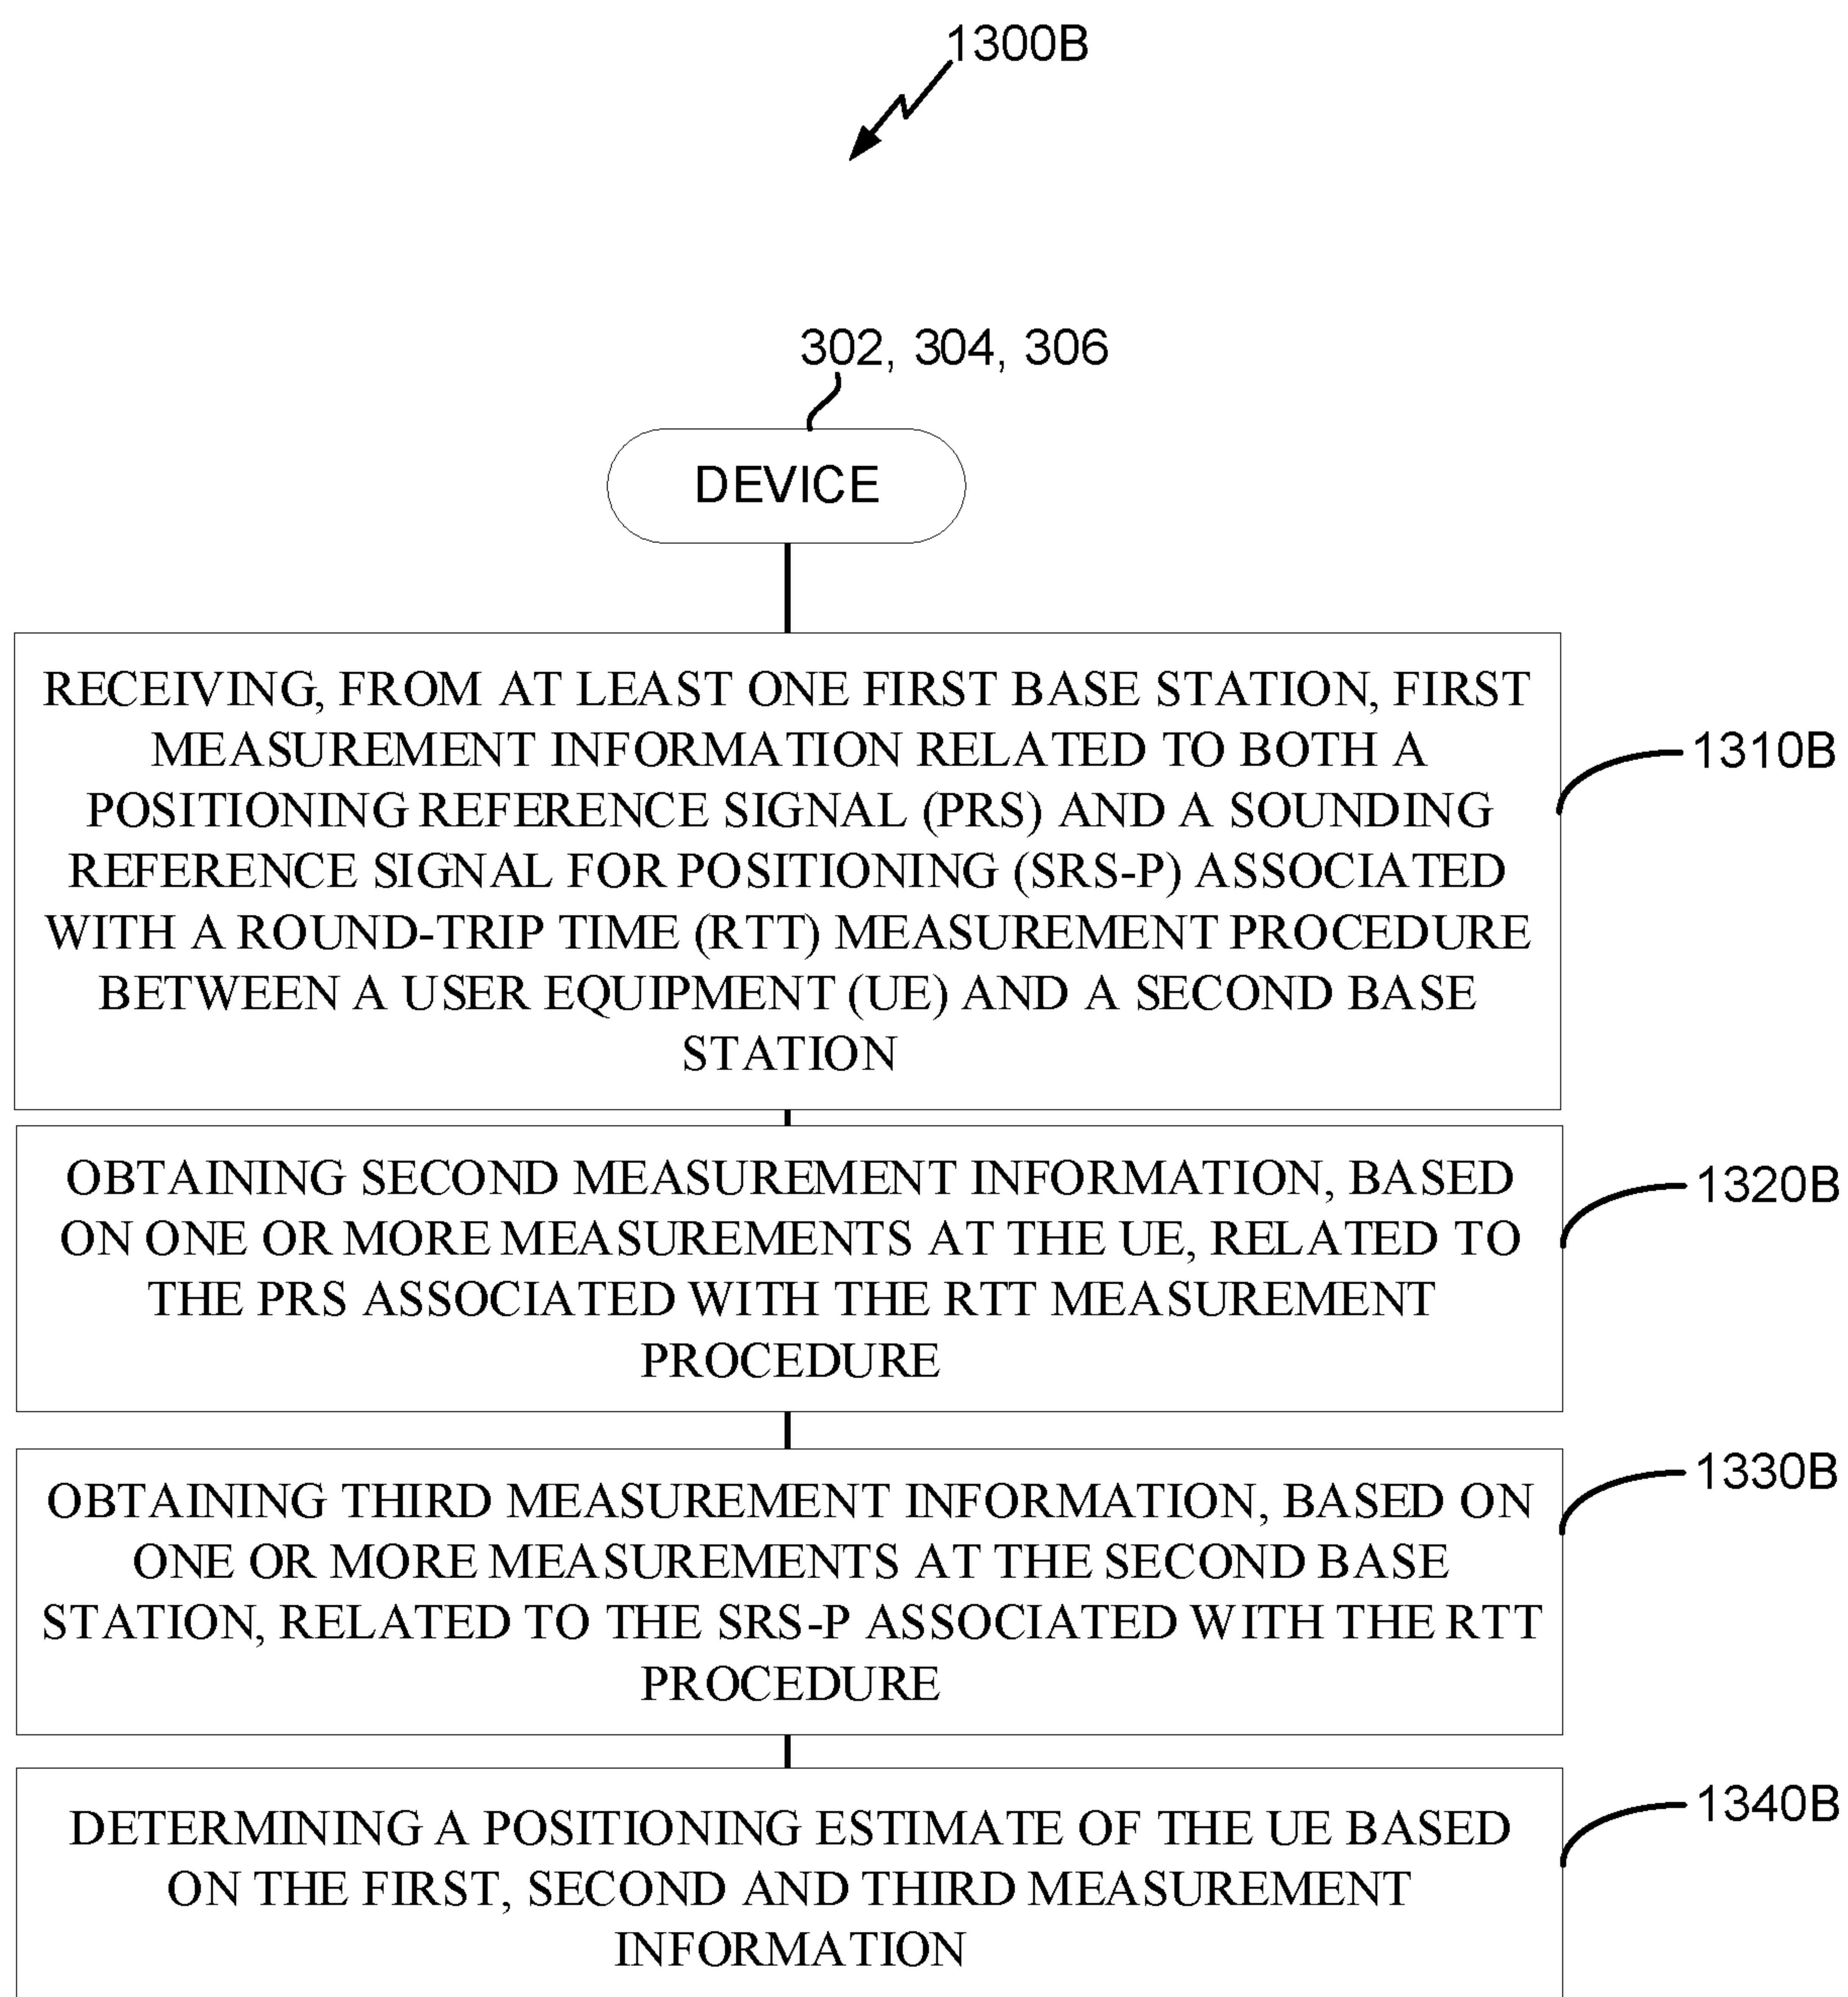 1300B
302, 304, 306
DEVICE
RECEIVING, FROM AT LEAST ONE FIRST BASE STATION, FIRST
MEASUREMENT INFORMATION RELATED TO BOTH A
POSITIONING REFERENCE SIGNAL (PRS) AND A SOUNDING
REFERENCE SIGNAL FOR POSITIONING (SRS-P) ASSOCIATED
WITH A ROUND-TRIP TIME (RTT) MEASUREMENT PROCEDURE
BETWEEN A USER EQUIPMENT (UE) AND A SECOND BASE
STATION
1310B
OBTAINING SECOND MEASUREMENT INFORMATION, BASED
ON ONE OR MORE MEASUREMENTS AT THE UE, RELATED TO
THE PRS ASSOCIATED WITH THE RTT MEASUREMENT
PROCEDURE
1320B
OBTAINING THIRD MEASUREMENT INFORMATION, BASED ON
ONE OR MORE MEASUREMENTS AT THE SECOND BASE
STATION, RELATED TO THE SRS-P ASSOCIATED WITH THE RTT
PROCEDURE
1330B
DETERMINING A POSITIONING ESTIMATE OF THE UE BASED
ON THE FIRST, SECOND AND THIRD MEASUREMENT
INFORMATION
1340B